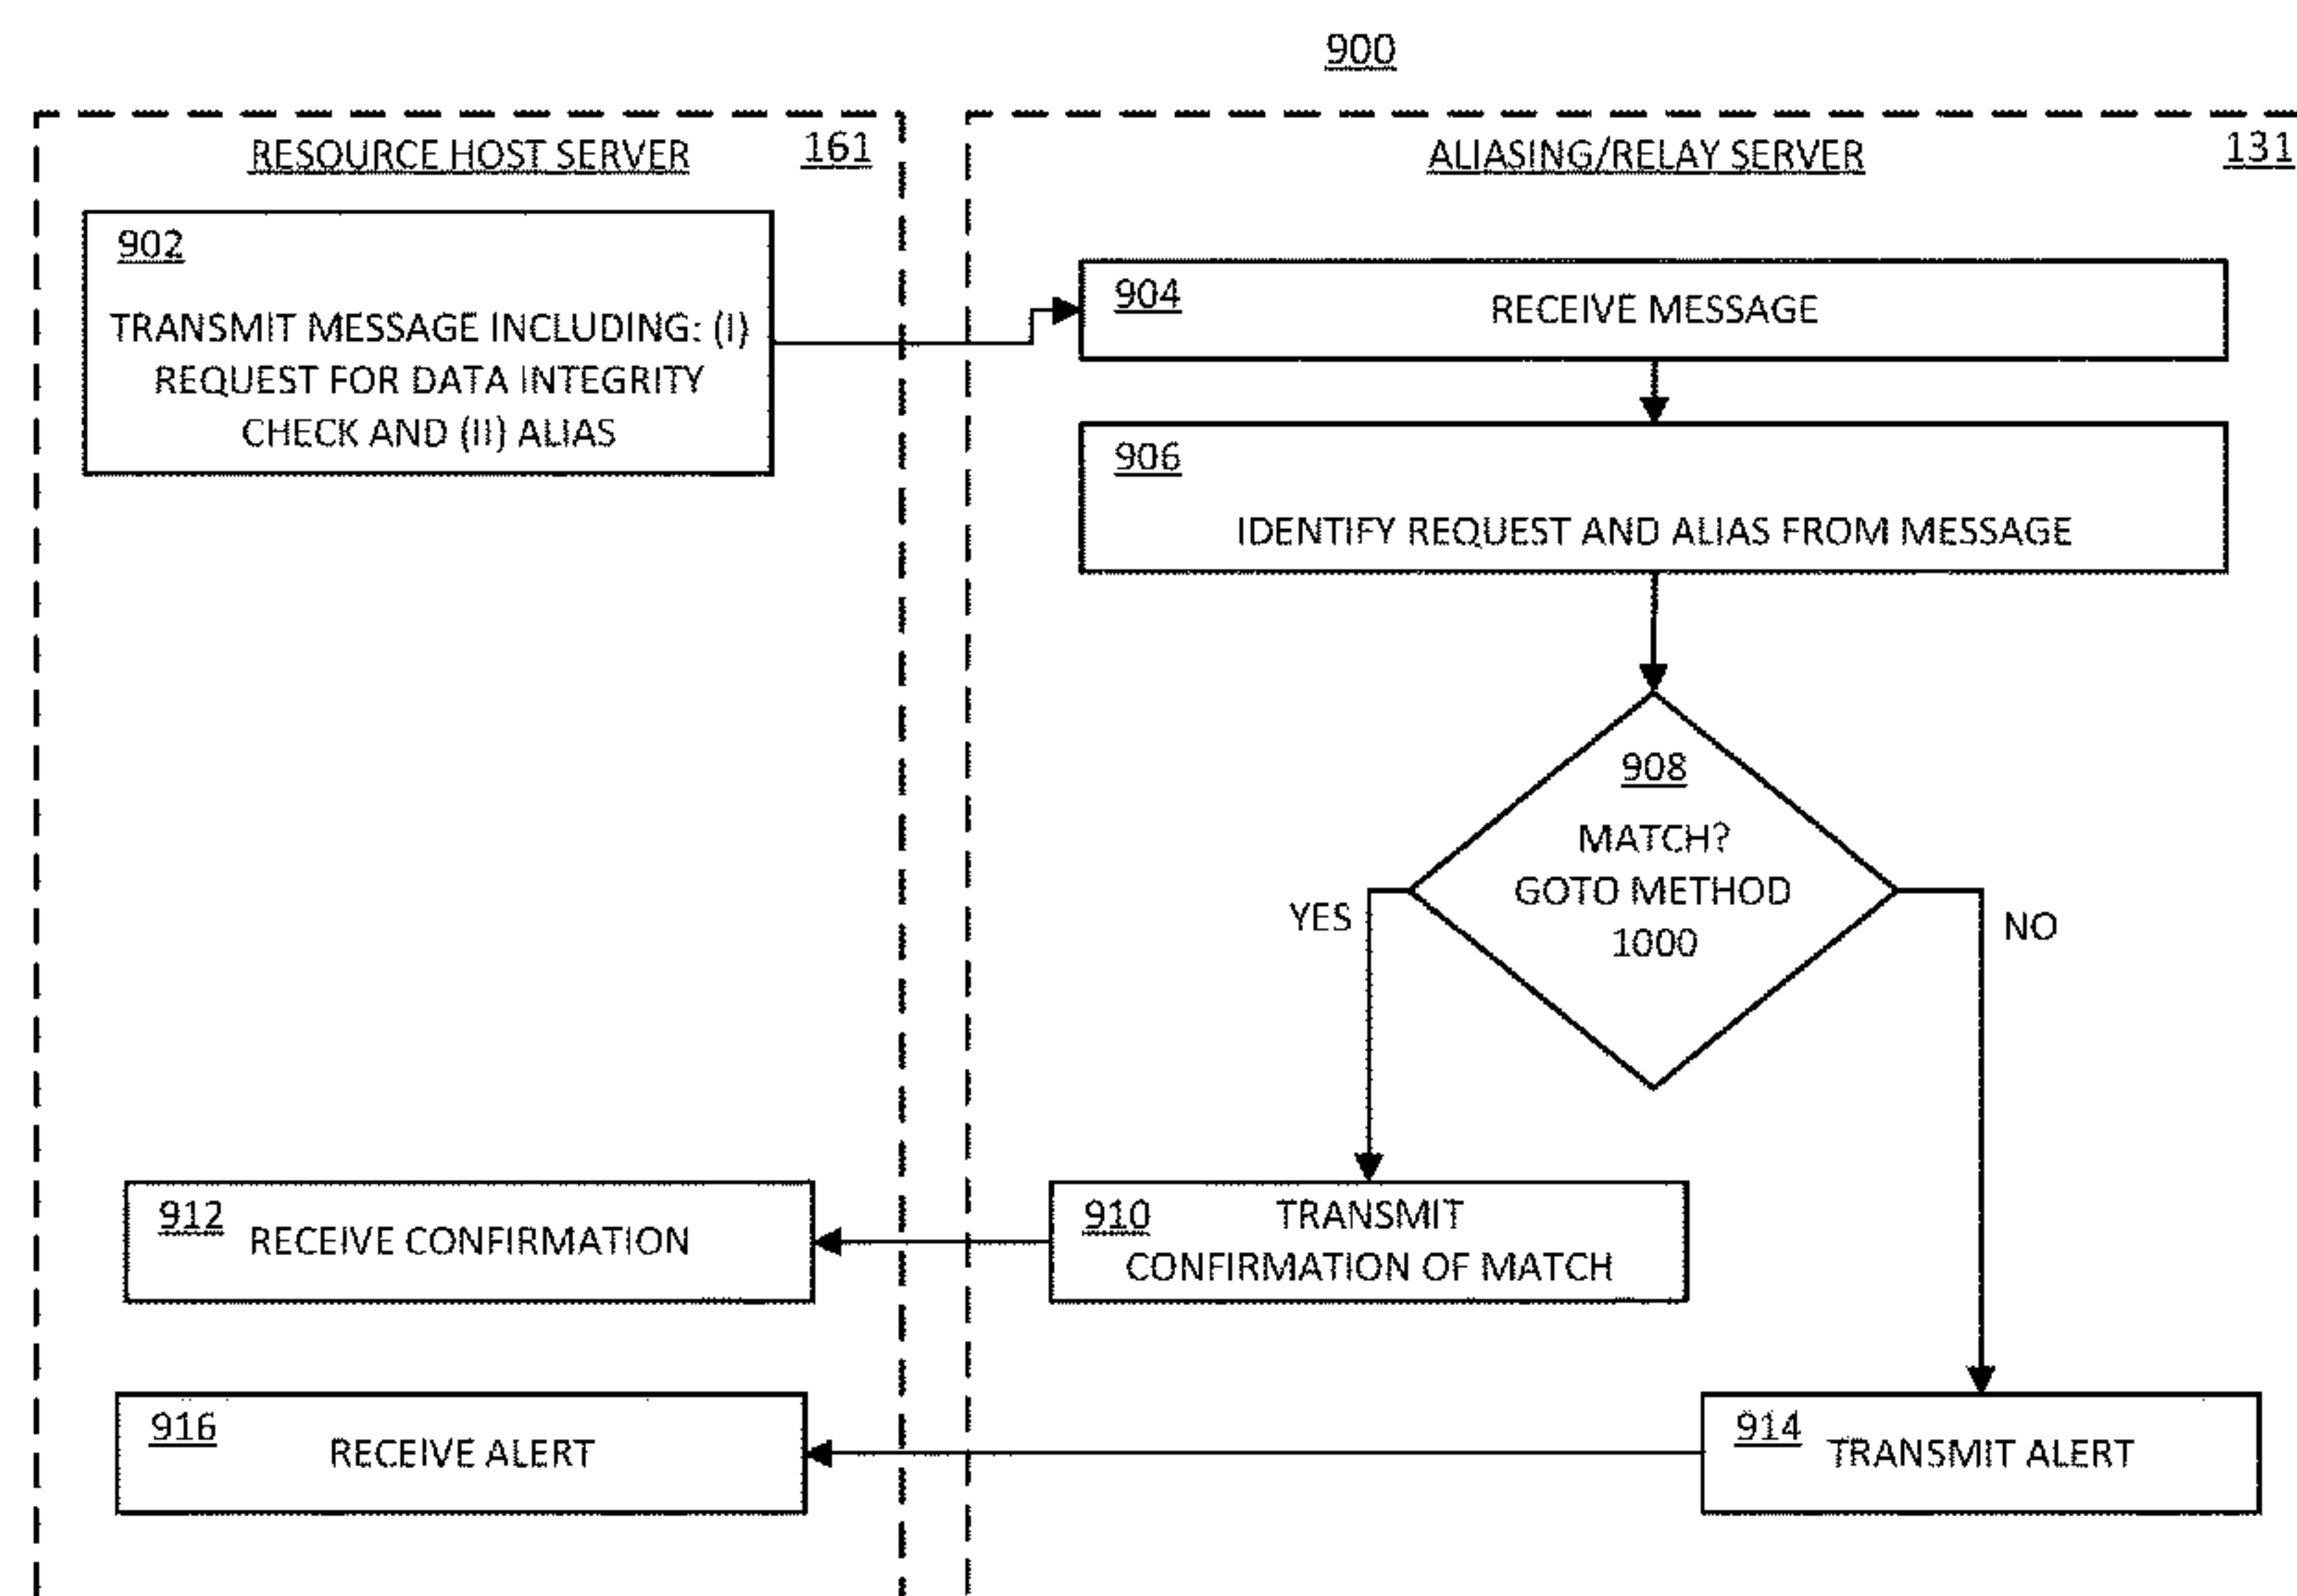 900
RESOURCE HOST SERVER
161
ALIASING/RELAY SERVER
131
902
TRANSMIT MESSAGE INCLUDING: (I)
REQUEST FOR DATA INTEGRITY
CHECK AND (II) ALIAS
904
RECEIVE MESSAGE
906
IDENTIFY REQUEST AND ALIAS FROM MESSAGE
908
MATCH?
GOTO METHOD
1000
YES
NO
912
RECEIVE CONFIRMATION
910
TRANSMIT
CONFIRMATION OF MATCH
916
RECEIVE ALERT
914
TRANSMIT ALERT